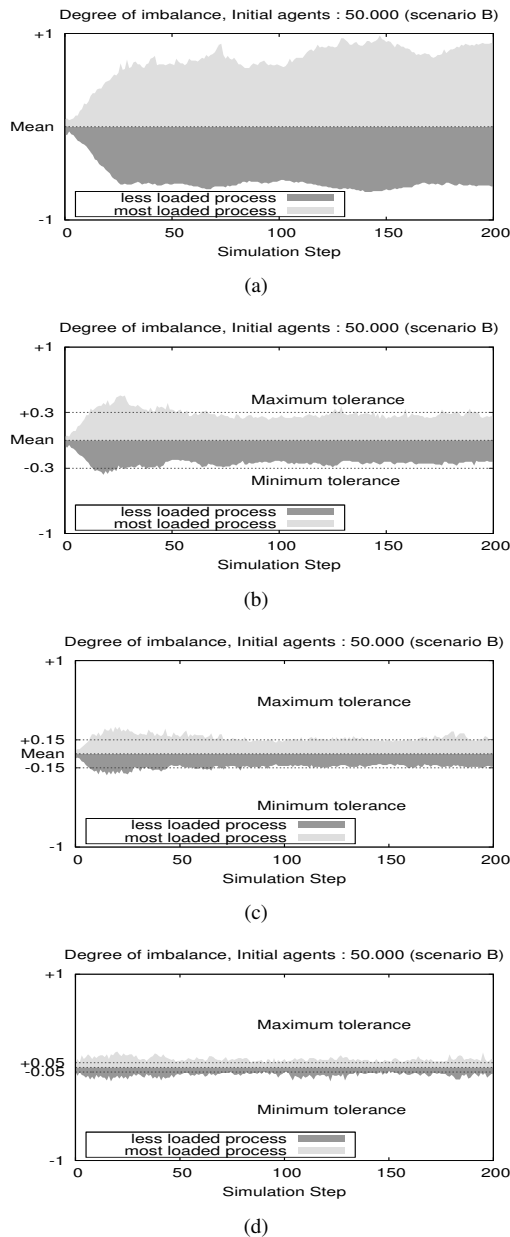 Degree of imbalance, Initial agents : 50.000 (scenario B)
+1
Mean
-1
less loaded process
most loaded process
0 50 100 150 200
Simulation Step
(a)
Degree of imbalance, Initial agents : 50.000 (scenario B)
+1
Maximum tolerance
+0.3
Mean
-0.3
Minimum tolerance
less loaded process
most loaded process
-1
0 50 100 150 200
Simulation Step
(b)
Degree of imbalance, Initial agents : 50.000 (scenario B)
+1
Maximum tolerance
+0.15
Mean
-0.15
Minimum tolerance
less loaded process
most loaded process
-1
0 50 100 150 200
Simulation Step
(c)
Degree of imbalance, Initial agents : 50.000 (scenario B)
+1
Maximum tolerance
+0.05
-0.05
Minimum tolerance
less loaded process
most loaded process
-1
0 50 100 150 200
Simulation Step
(d)